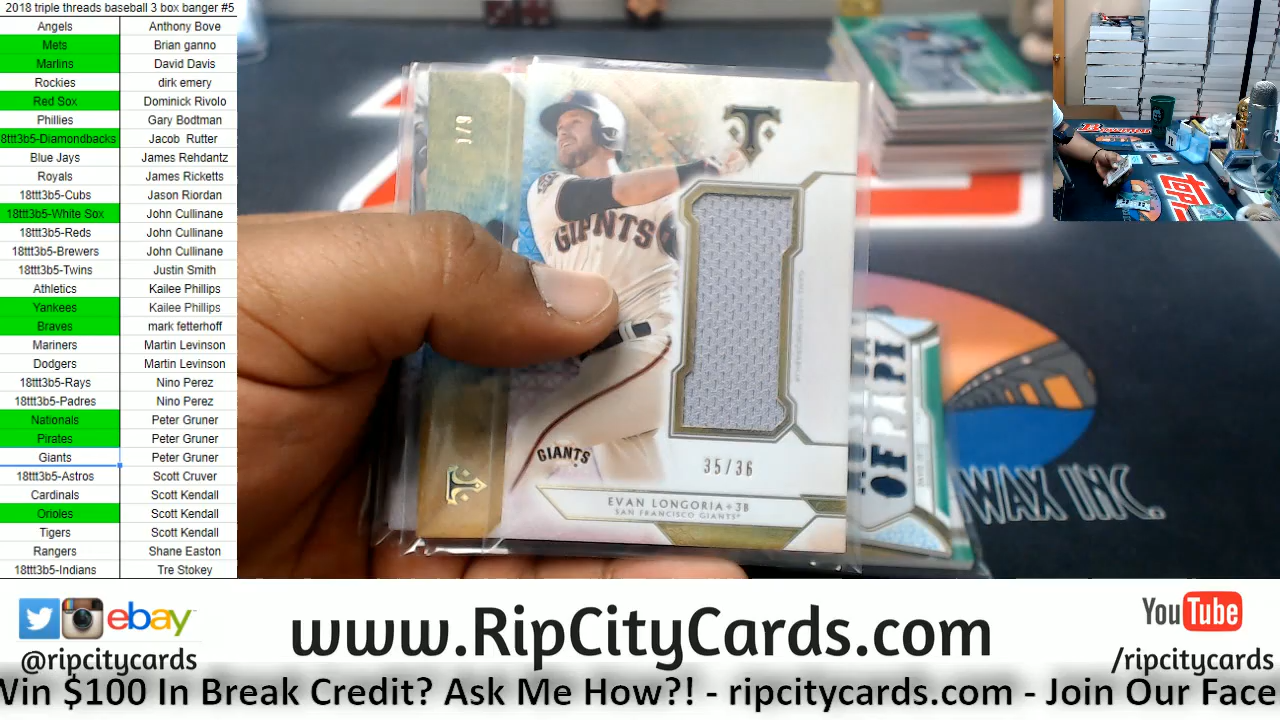 2018 triple threads baseball 3 box banger #5
Angels Anthony Bove
Mets Brian ganno
Marlins David Davis
Rockies dirk emery
Red Sox Dominick Rivolo
Phillies Gary Bodtman
8ttt3b5-Diamondbacks Jacob Rutter
Blue Jays James Rehdantz
Royals James Ricketts
18ttt3b5-Cubs Jason Riordan
18ttt3b5-White Sox John Cullinane
18ttt3b5-Reds John Cullinane
18ttt3b5-Brewers John Cullinane
18ttt3b5-Twins Justin Smith
Athletics Kailee Phillips
Yankees Kailee Phillips
Braves mark fetterhoff
Mariners Martin Levinson
Dodgers Martin Levinson
18ttt3b5-Rays Nino Perez
18ttt3b5-Padres Nino Perez
Nationals Peter Gruner
Pirates Peter Gruner
Giants Peter Gruner
18ttt3b5-Astros Scott Cruver
Cardinals Scott Kendall
Orioles Scott Kendall
Tigers Scott Kendall
Rangers Shane Easton
18ttt3b5-Indians Tre Stokey
GIANTS
GIANTS
35/36
EVAN LONGORIA 3B
SAN FRANCISCO GIANTS
OF PAPI
WAX INC.
ebay
@ripcitycards
www.RipCityCards.com
YouTube
/ripcitycards
Win $100 In Break Credit? Ask Me How?! - ripcitycards.com - Join Our Face